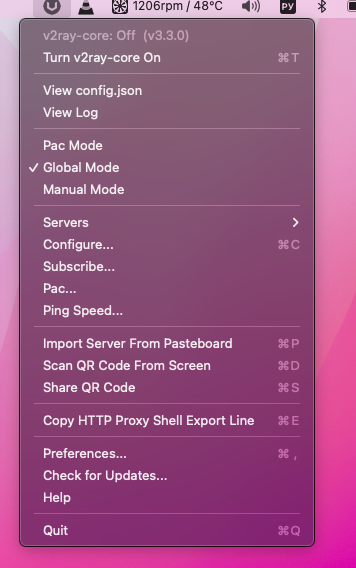 1206rpm / 48°C РУ
v2ray-core: Off (v3.3.0)
Turn v2ray-core On ⌘T
View config.json
View Log
Pac Mode
✓ Global Mode
Manual Mode
Servers
Configure... ⌘C
Subscribe...
Pac...
Ping Speed...
Import Server From Pasteboard ⌘P
Scan QR Code From Screen ⌘D
Share QR Code ⌘S
Copy HTTP Proxy Shell Export Line ⌘E
Preferences... ⌘,
Check for Updates...
Help
Quit ⌘Q